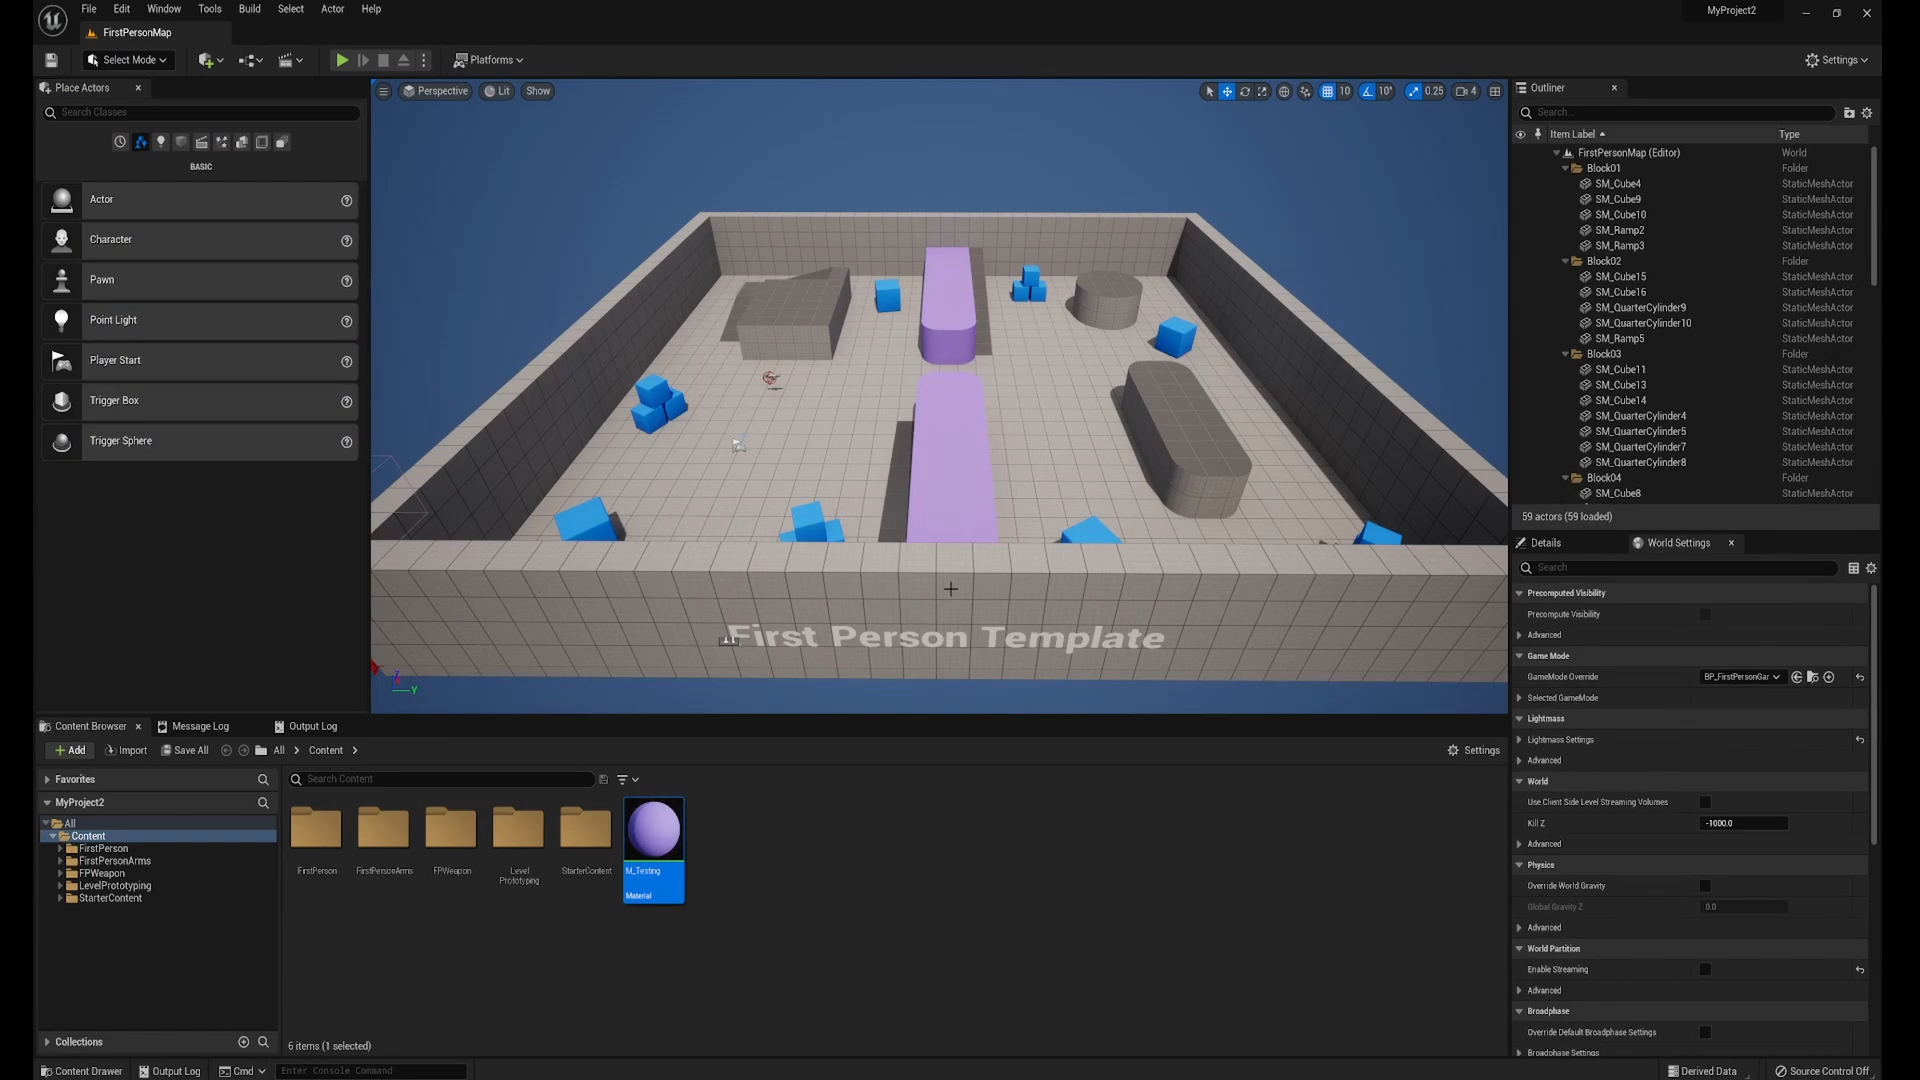 File Edit Window Tools Build Select Actor Help
MyProject2
FirstPersonMap
Select Mode
Platforms
Settings
Place Actors
Search Classes
BASIC
Actor
Character
Pawn
Point Light
Player Start
Trigger Box
Trigger Sphere
Perspective Lit Show
10 10° 0.25 4
First Person Template
Z
Y
Outliner
Search...
Item Label Type
FirstPersonMap (Editor) World
Block01 Folder
SM_Cube4 StaticMeshActor
SM_Cube9 StaticMeshActor
SM_Cube10 StaticMeshActor
SM_Ramp2 StaticMeshActor
SM_Ramp3 StaticMeshActor
Block02 Folder
SM_Cube15 StaticMeshActor
SM_Cube16 StaticMeshActor
SM_QuarterCylinder9 StaticMeshActor
SM_QuarterCylinder10 StaticMeshActor
SM_Ramp5 StaticMeshActor
Block03 Folder
SM_Cube11 StaticMeshActor
SM_Cube13 StaticMeshActor
SM_Cube14 StaticMeshActor
SM_QuarterCylinder4 StaticMeshActor
SM_QuarterCylinder5 StaticMeshActor
SM_QuarterCylinder7 StaticMeshActor
SM_QuarterCylinder8 StaticMeshActor
Block04 Folder
SM_Cube8 StaticMeshActor
59 actors (59 loaded)
Details World Settings
Search
Precomputed Visibility
Precompute Visibility
Advanced
Game Mode
GameMode Override BP_FirstPersonGar
Selected GameMode
Lightmass
Lightmass Settings
Advanced
World
Use Client Side Level Streaming Volumes
Kill Z -1000.0
Advanced
Physics
Override World Gravity
Global Gravity Z 0.0
Advanced
World Partition
Enable Streaming
Advanced
Broadphase
Override Default Broadphase Settings
Broadphase Settings
Content Browser Message Log Output Log
Add Import Save All All Content
Settings
Favorites
Search Content
MyProject2
All
Content
FirstPerson
FirstPersonArms
FPWeapon
LevelPrototyping
StarterContent
FirstPerson FirstPersonArms FPWeapon Level Prototyping StarterContent M_Testing
Material
Collections
6 items (1 selected)
Content Drawer Output Log Cmd Enter Console Command
Derived Data Source Control Off